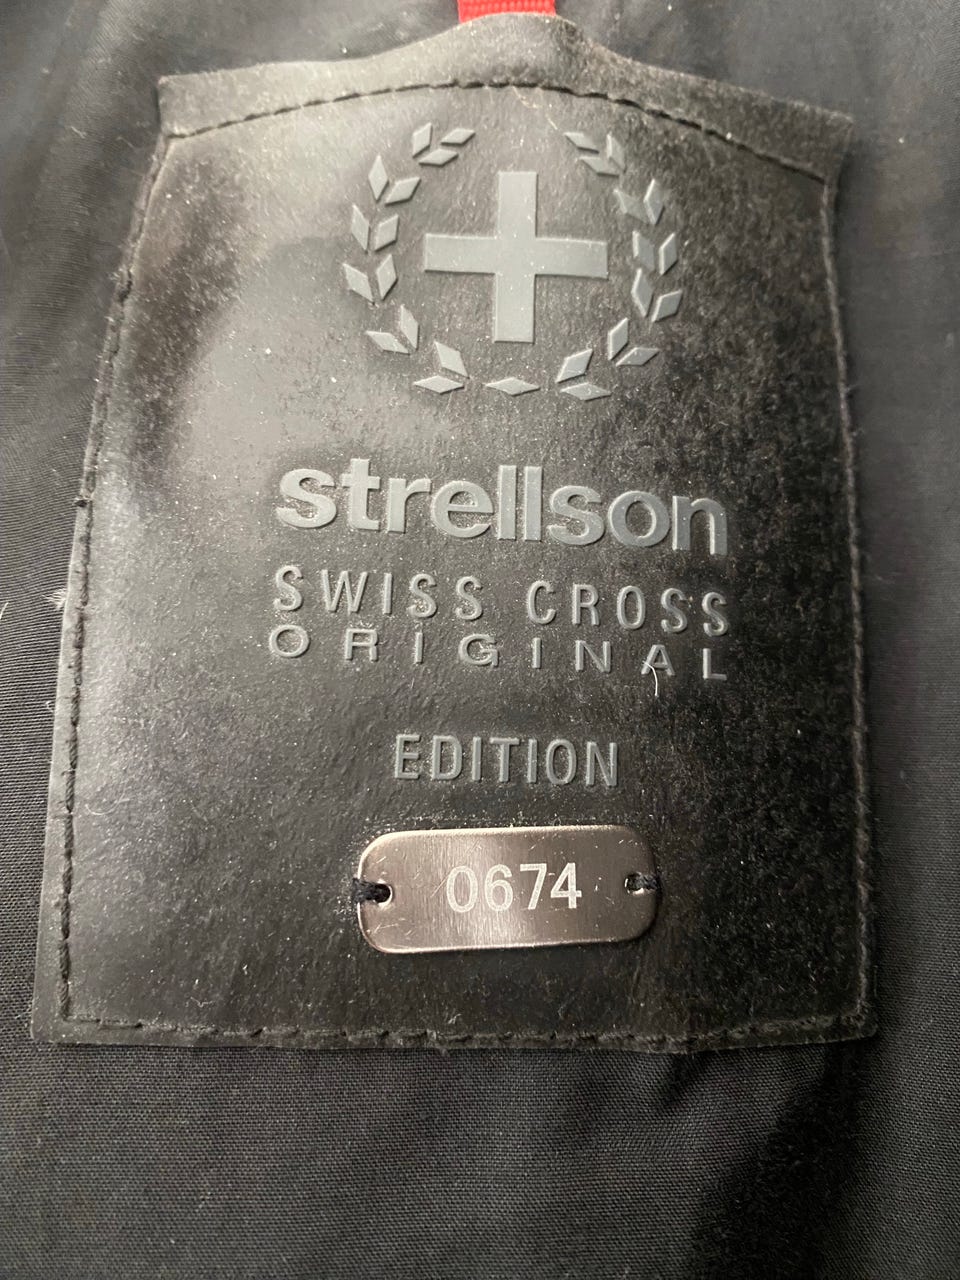 strellson
SWISS CROSS
ORIGINAL
EDITION
0674